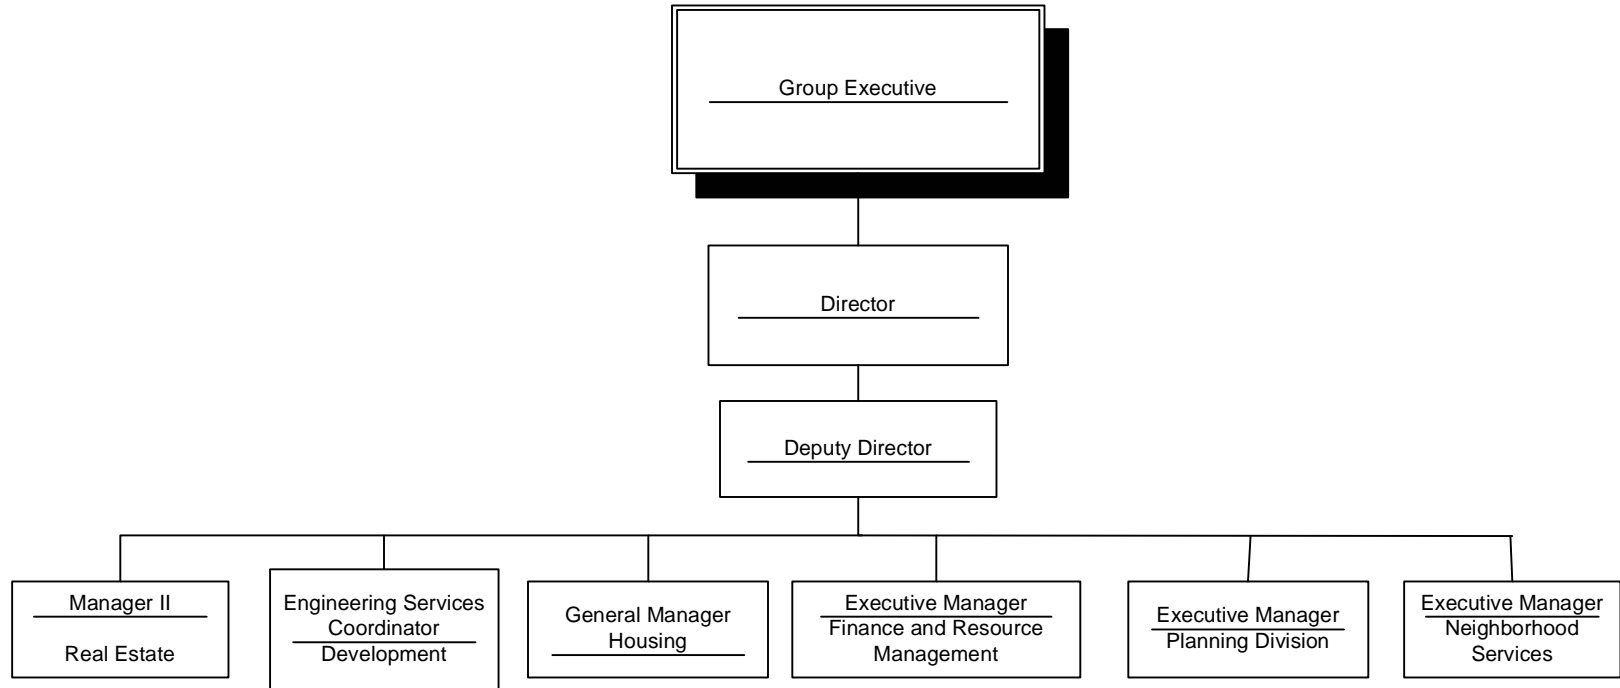 Group Executive
Director
Deputy Director
Manager II
Real Estate
Engineering Services
Coordinator
Development
General Manager
Housing
Executive Manager
Finance and Resource
Management
Executive Manager
Planning Division
Executive Manager
Neighborhood
Services